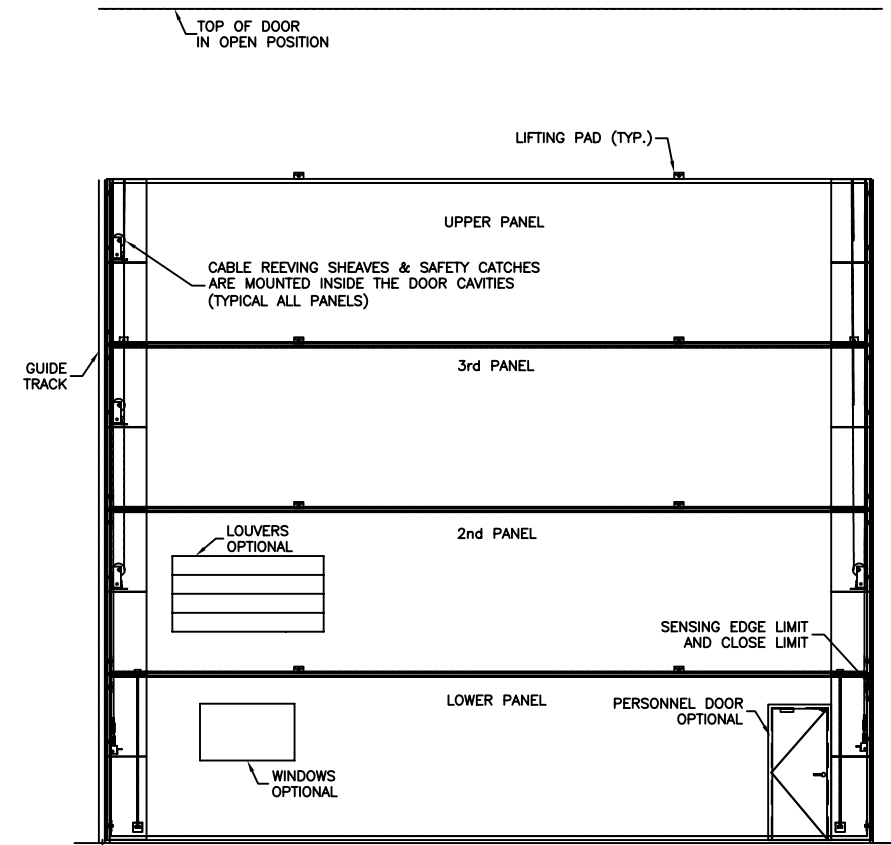 TOP OF DOOR
IN OPEN POSITION
LIFTING PAD (TYP.)
UPPER PANEL
CABLE REEVING SHEAVES & SAFETY CATCHES
ARE MOUNTED INSIDE THE DOOR CAVITIES
(TYPICAL ALL PANELS)
GUIDE
TRACK
3rd PANEL
LOUVERS
OPTIONAL
2nd PANEL
SENSING EDGE LIMIT
AND CLOSE LIMIT
LOWER PANEL
PERSONNEL DOOR
OPTIONAL
WINDOWS
OPTIONAL